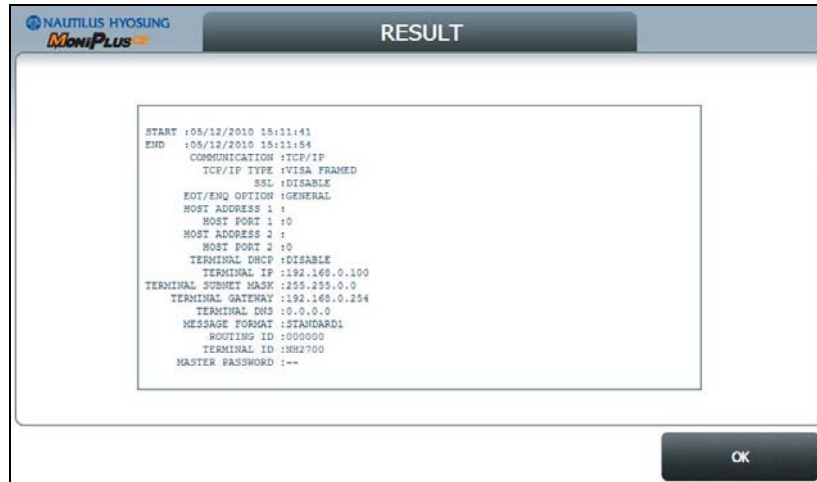 NAUTILUS HYOSUNG
MoniPlusCE
RESULT
START :05/12/2010 15:11:41
END :05/12/2010 15:11:54
COMMUNICATION :TCP/IP
TCP/IP TYPE :VISA FRAMED
SSL :DISABLE
EOT/ENQ OPTION :GENERAL
HOST ADDRESS 1 :
HOST PORT 1 :0
HOST ADDRESS 2 :
HOST PORT 2 :0
TERMINAL DHCP :DISABLE
TERMINAL IP :192.168.0.100
TERMINAL SUBNET MASK :255.255.0.0
TERMINAL GATEWAY :192.168.0.254
TERMINAL DNS :0.0.0.0
MESSAGE FORMAT :STANDARD1
ROUTING ID :000000
TERMINAL ID :NH2700
MASTER PASSWORD :--
OK